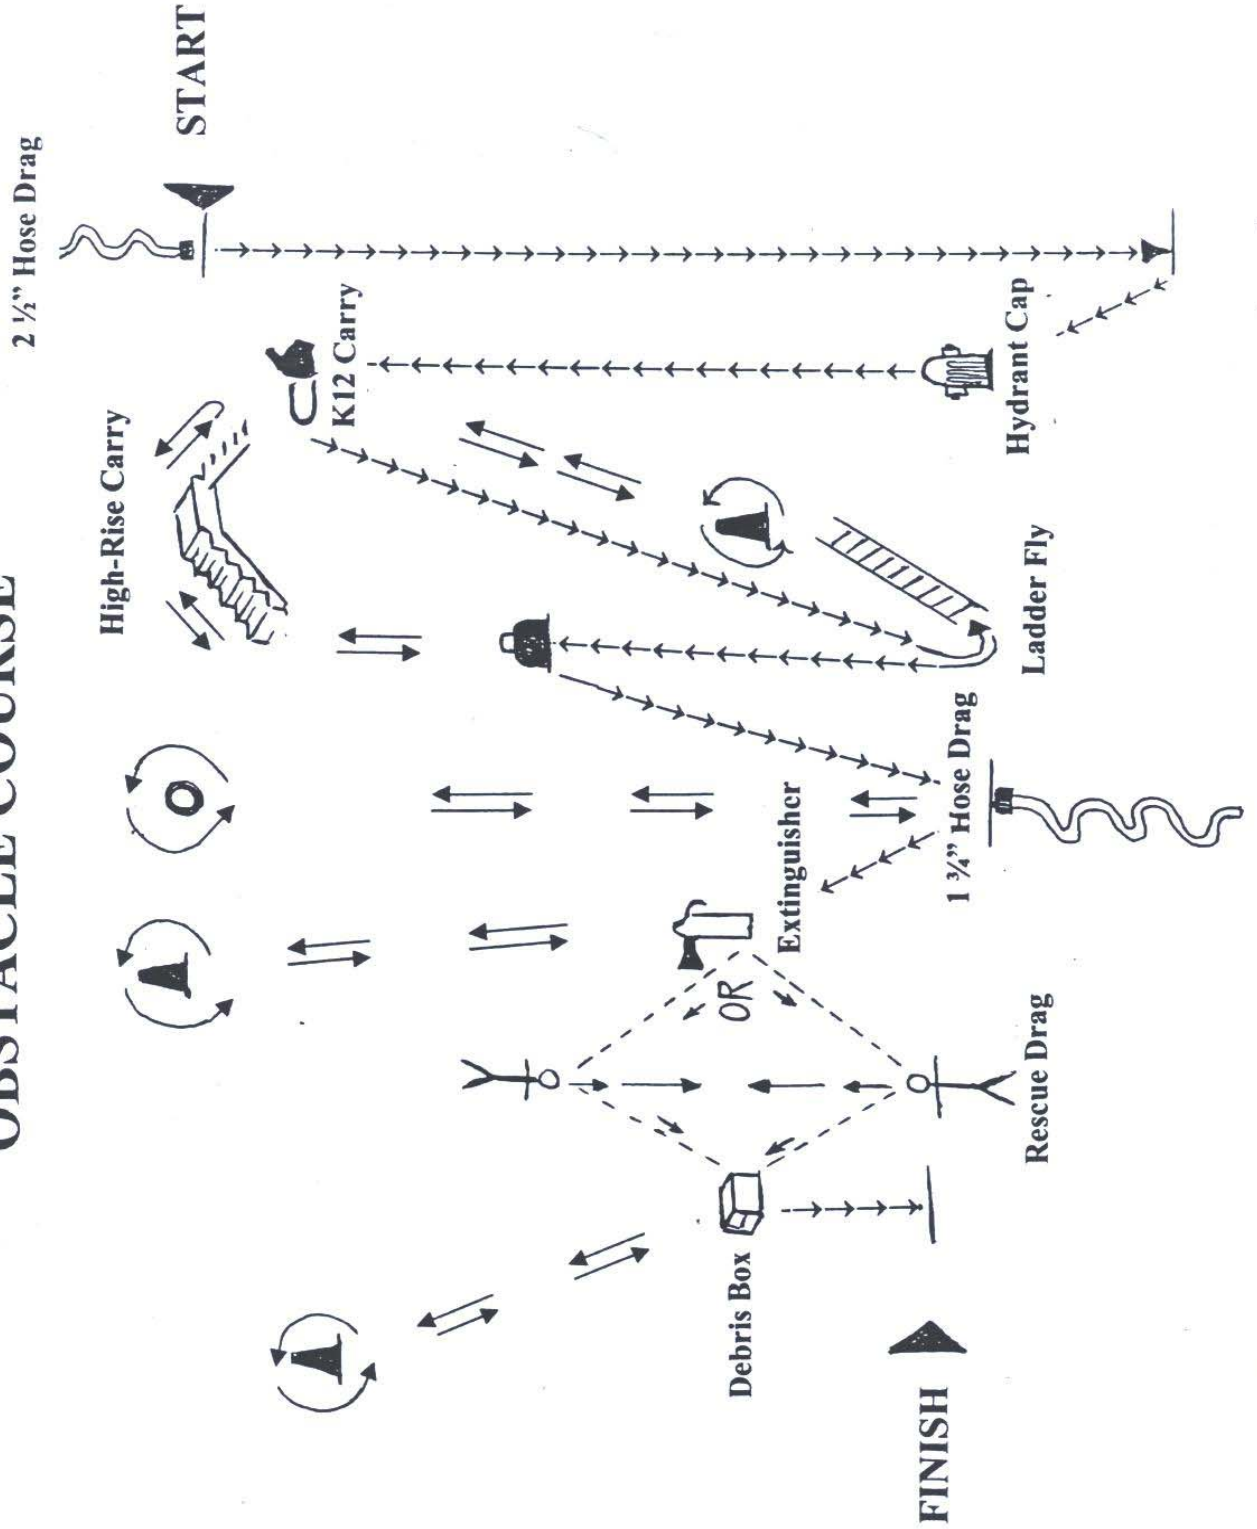 OBSTACLE COURSE
2 ½” Hose Drag
START
High-Rise Carry
K12 Carry
Hydrant Cap
Ladder Fly
1 ¾” Hose Drag
Extinguisher
OR
Rescue Drag
Debris Box
FINISH